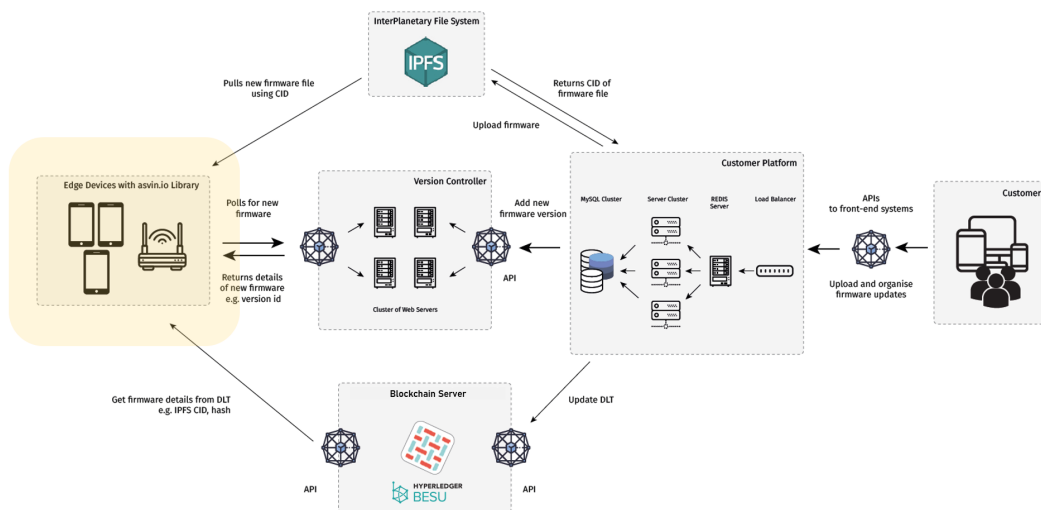 InterPlanetary File System
IPFS
Pulls new firmware file
using CID
Returns CID of
firmware file
Upload firmware
Edge Devices with asvin.io Library
Polls for new
firmware
Returns details
of new firmware
e.g. version id
Version Controller
Cluster of Web Servers
Add new
firmware version
API
Customer Platform
MySQL Cluster
Server Cluster
REDIS
Server
Load Balancer
APIs
to front-end systems
Upload and organise
firmware updates
Customer
Get firmware details from DLT
e.g. IPFS CID, hash
Blockchain Server
Update DLT
API
HYPERLEDGER
BESU
API